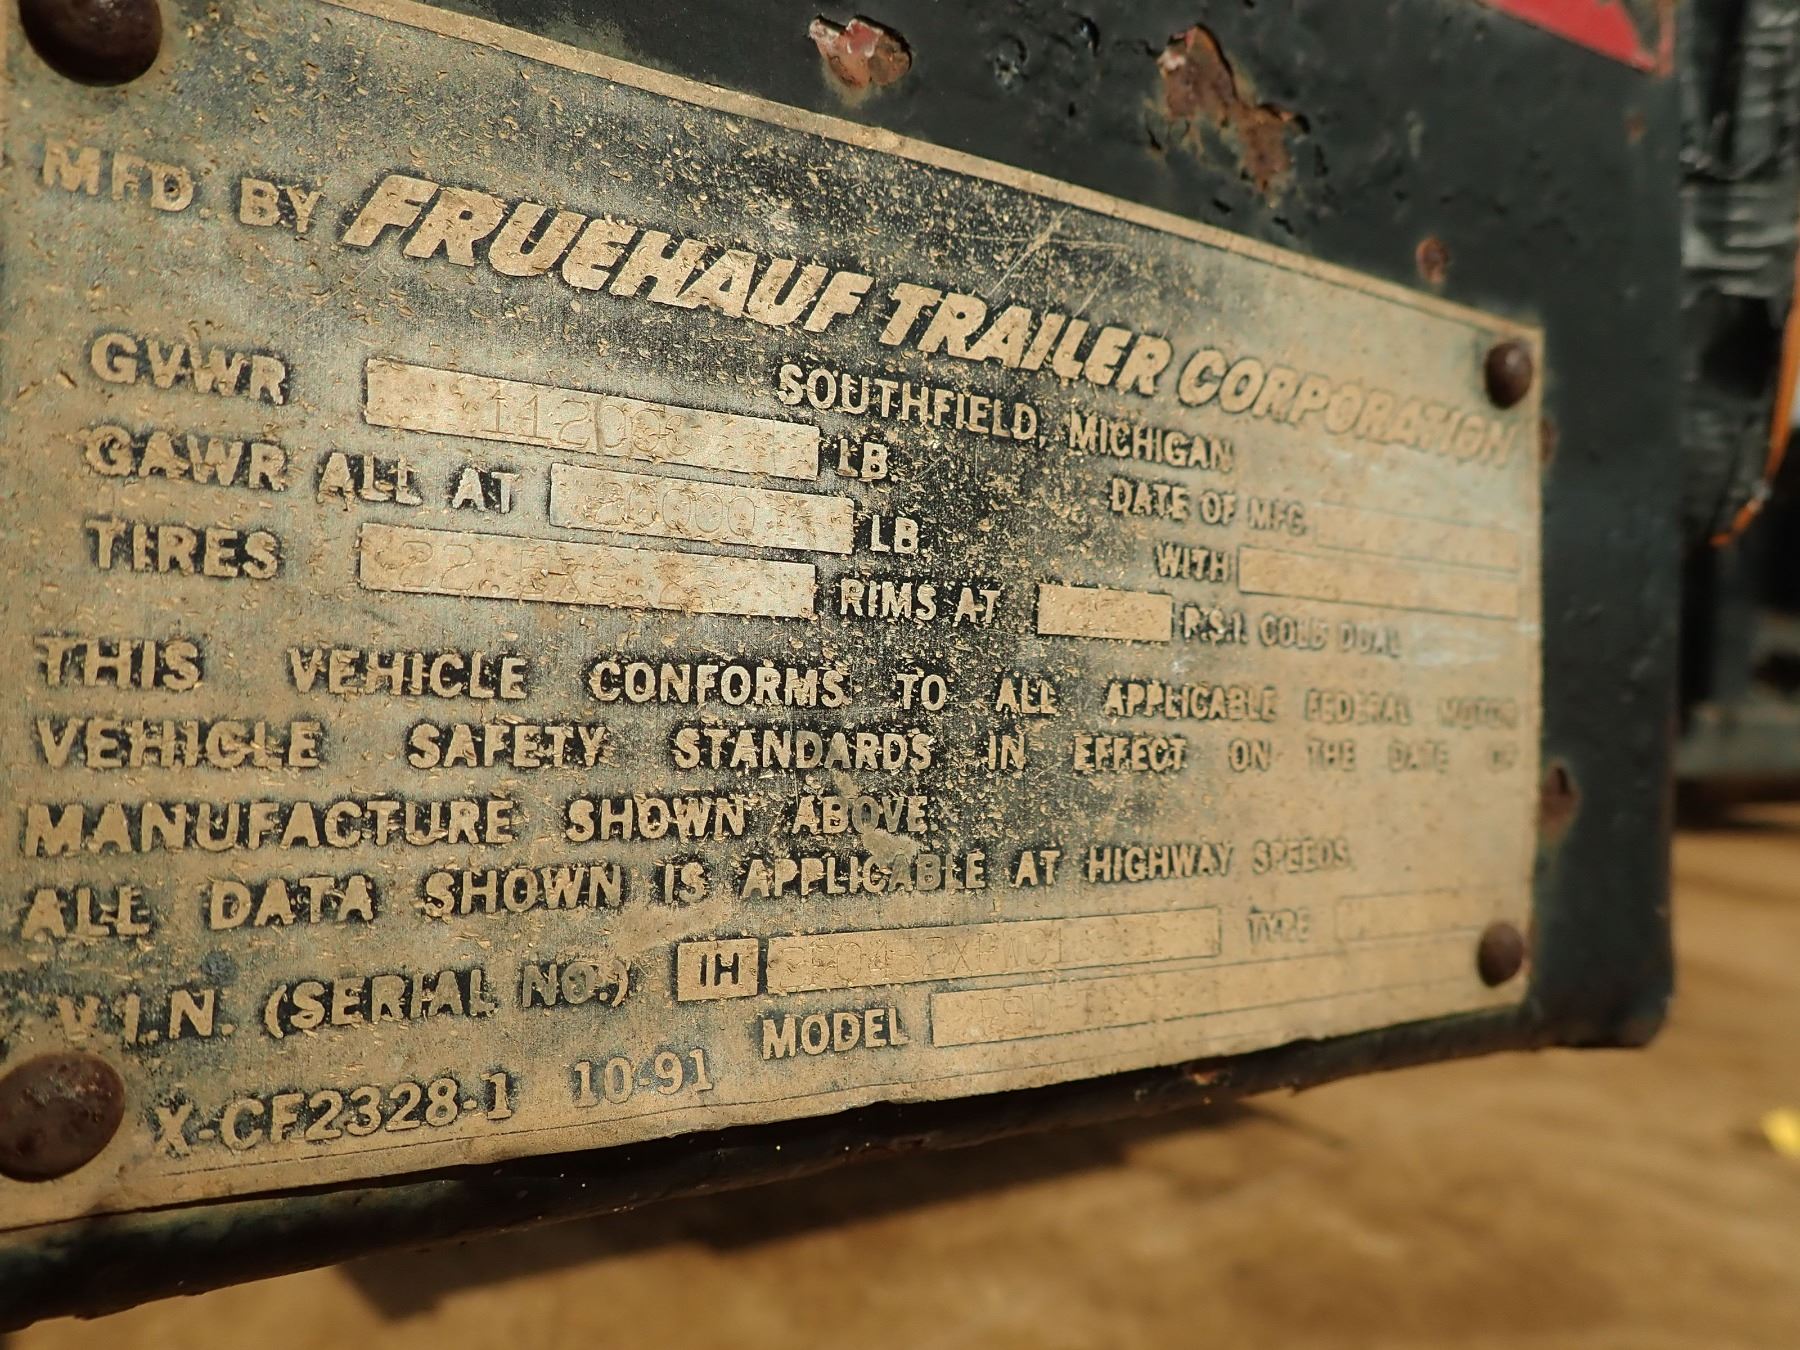 MFD. BY FRUEHAUF TRAILER CORPORATION
SOUTHFIELD, MICHIGAN
GVWR LB.
DATE OF MFG.
GAWR ALL AT 20000 LB.
WITH
TIRES RIMS AT P.S.I. COLD DUAL
THIS VEHICLE CONFORMS TO ALL APPLICABLE FEDERAL MOTOR
VEHICLE SAFETY STANDARDS IN EFFECT ON THE DATE OF
MANUFACTURE SHOWN ABOVE.
ALL DATA SHOWN IS APPLICABLE AT HIGHWAY SPEEDS.
V.I.N. (SERIAL NO.) 1H TYPE
MODEL
X-CF2328-1 10-91